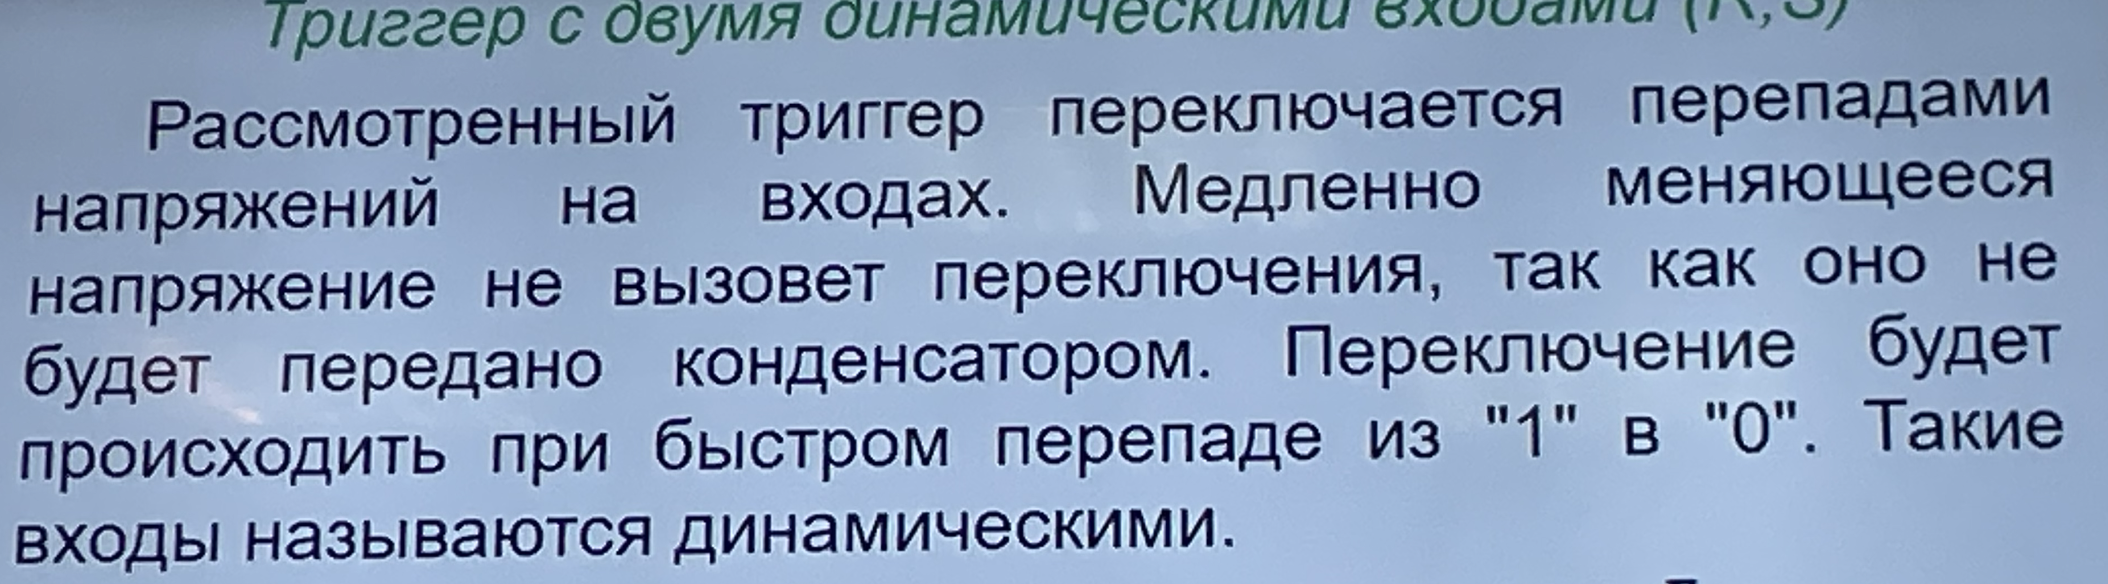 Триггер с двумя динамическими входами (R,S)
Рассмотренный триггер переключается перепадами
напряжений на входах. Медленно меняющееся
напряжение не вызовет переключения, так как оно не
будет передано конденсатором. Переключение будет
происходить при быстром перепаде из "1" в "0". Такие
входы называются динамическими.